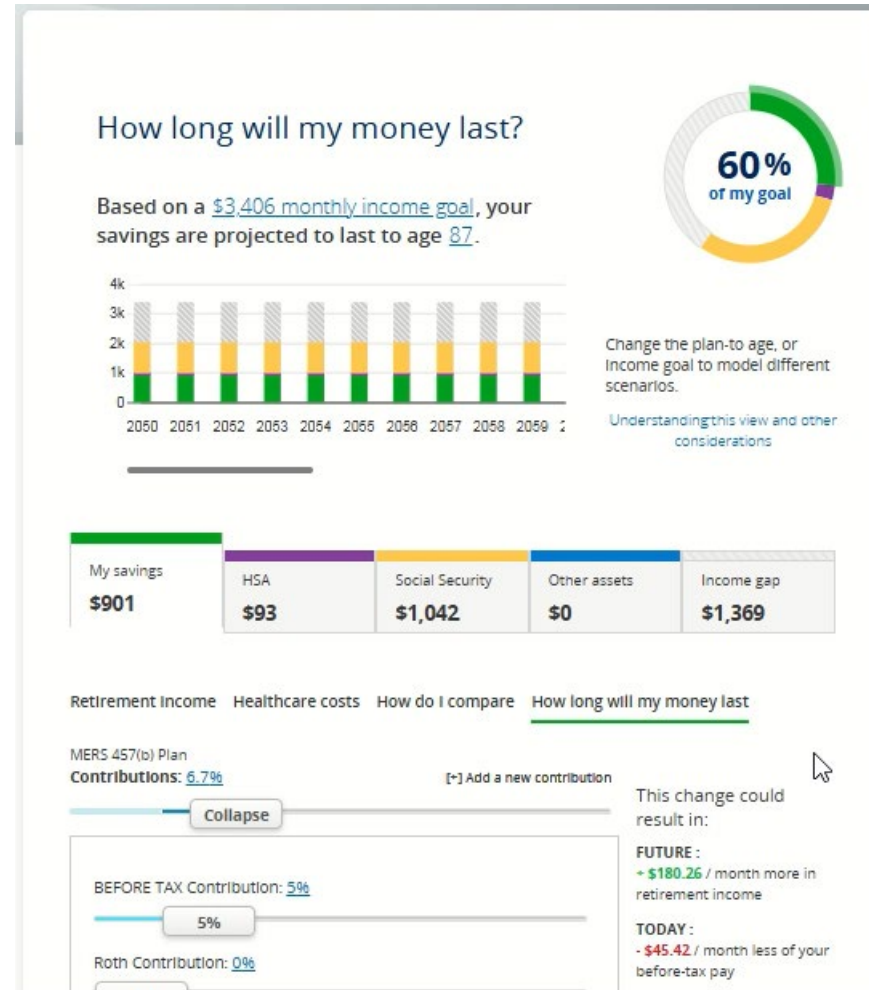 How long will my money last?
60%
of my goal
Based on a $3,406 monthly income goal, your
savings are projected to last to age 87.
4k
3k
2k
1k
0
2050 2051 2052 2053 2054 2055 2056 2057 2058 2059 2
Change the plan-to age, or
Income goal to model different
scenarios.
Understanding this view and other
considerations
My savings
$901
HSA
$93
Social Security
$1,042
Other assets
$0
Income gap
$1,369
Retirement Income Healthcare costs How do I compare How long will my money last
MERS 457(b) Plan
Contributions: 6.7%
[+] Add a new contribution
Collapse
This change could
result in:
FUTURE :
+ $180.26 / month more in
retirement income
TODAY :
- $45.42 / month less of your
before-tax pay
BEFORE TAX Contribution: 5%
5%
Roth Contribution: 0%